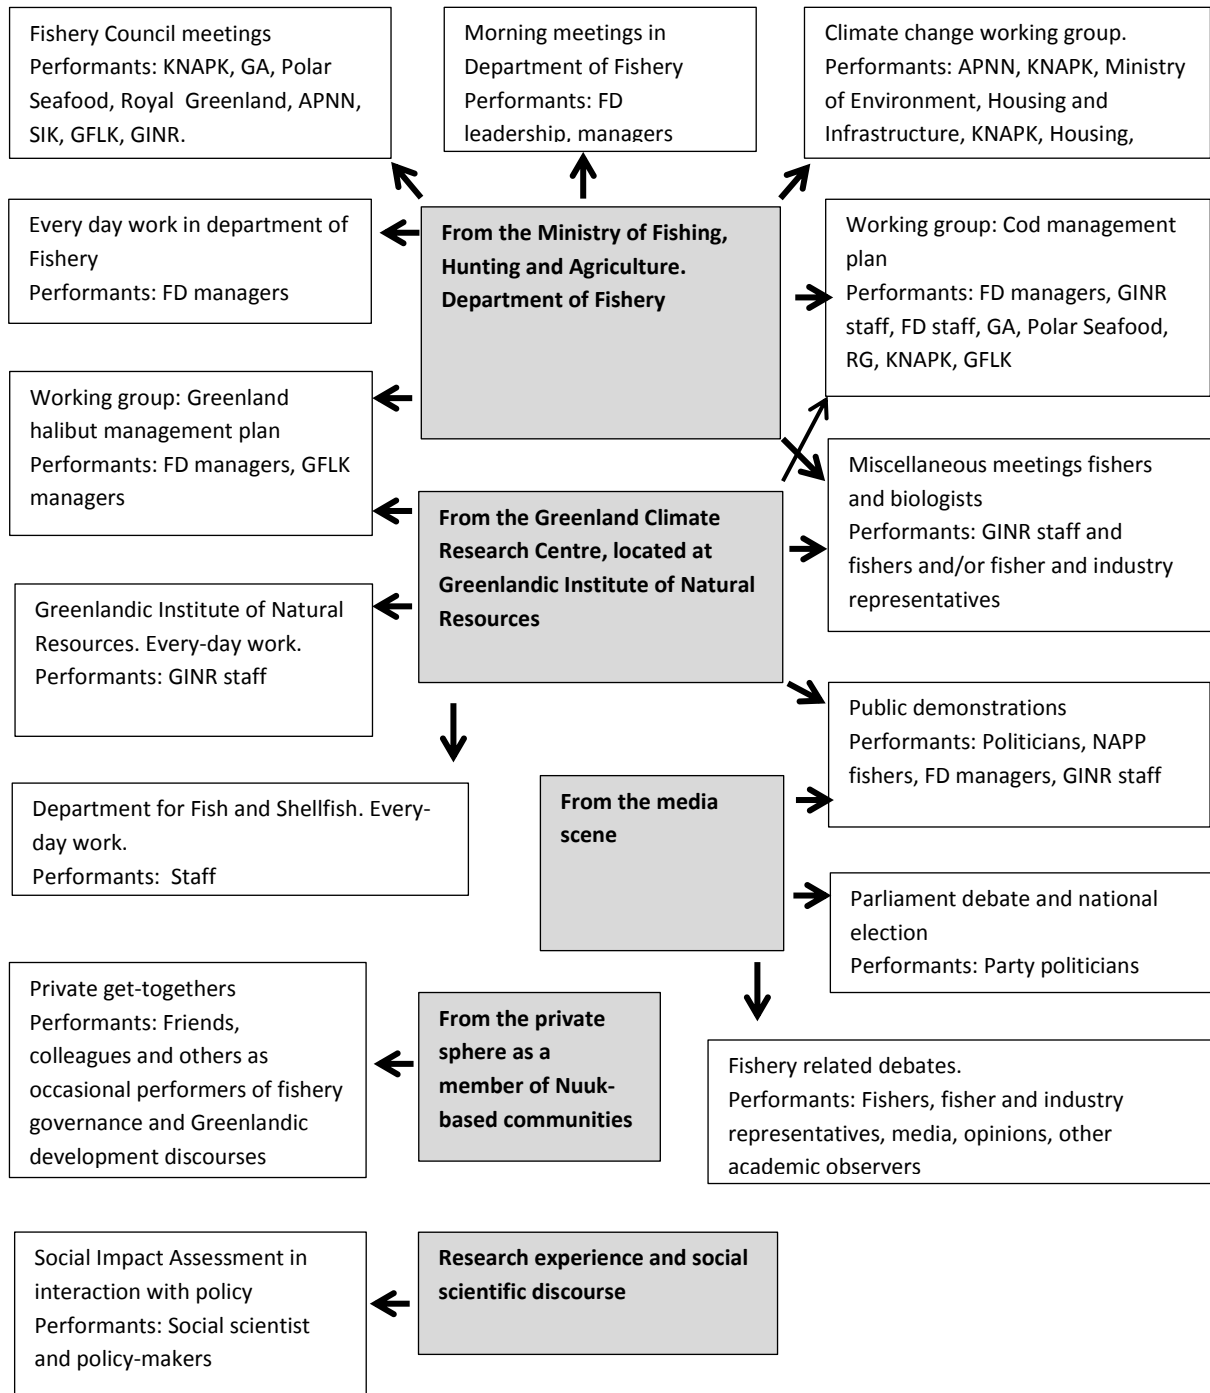 Fishery Council meetings
Performants: KNAPK, GA, Polar
Seafood, Royal Greenland, APNN,
SIK, GFLK, GINR.
Morning meetings in
Department of Fishery
Performants: FD
leadership, managers
Climate change working group.
Performants: APNN, KNAPK, Ministry
of Environment, Housing and
Infrastructure, KNAPK, Housing,
Every day work in department of
Fishery
Performants: FD managers
From the Ministry of Fishing,
Hunting and Agriculture.
Department of Fishery
Working group: Cod management
plan
Performants: FD managers, GINR
staff, FD staff, GA, Polar Seafood,
RG, KNAPK, GFLK
Working group: Greenland
halibut management plan
Performants: FD managers, GFLK
managers
Miscellaneous meetings fishers
and biologists
Performants: GINR staff and
fishers and/or fisher and industry
representatives
From the Greenland Climate
Research Centre, located at
Greenlandic Institute of Natural
Resources
Greenlandic Institute of Natural
Resources. Every-day work.
Performants: GINR staff
Public demonstrations
Performants: Politicians, NAPP
fishers, FD managers, GINR staff
Department for Fish and Shellfish. Every-
day work.
Performants:  Staff
From the media
scene
Parliament debate and national
election
Performants: Party politicians
Private get-togethers
Performants: Friends,
colleagues and others as
occasional performers of fishery
governance and Greenlandic
development discourses
From the private
sphere as a
member of Nuuk-
based communities
Fishery related debates.
Performants: Fishers, fisher and industry
representatives, media, opinions, other
academic observers
Social Impact Assessment in
interaction with policy
Performants: Social scientist
and policy-makers
Research experience and social
scientific discourse